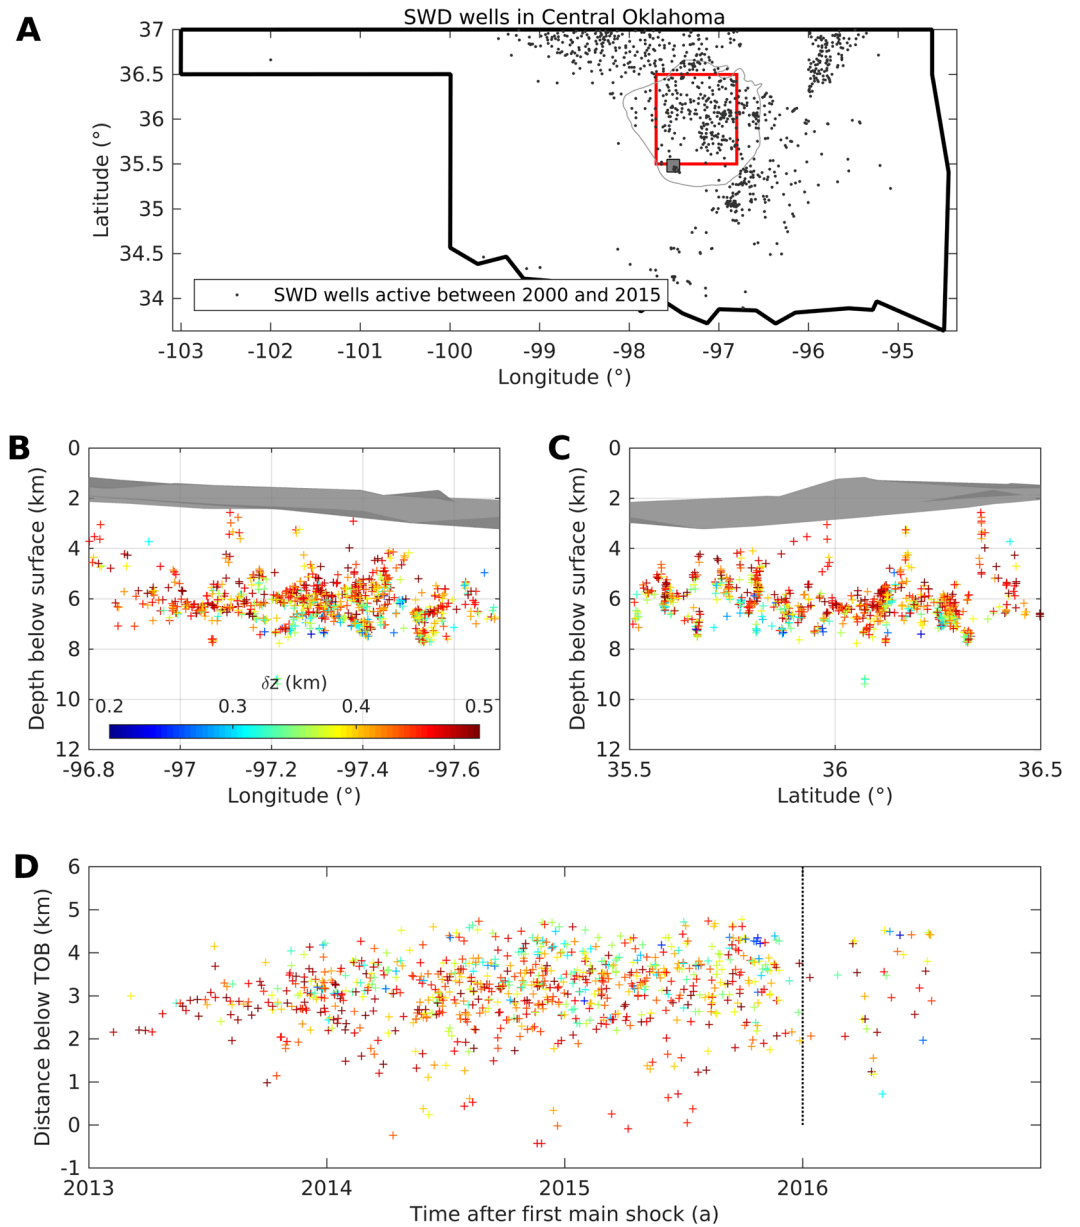 A
SWD wells in Central Oklahoma
37
36.5
36
35.5
35
34.5
34
Latitude (°)
SWD wells active between 2000 and 2015
-103 -102 -101 -100 -99 -98 -97 -96 -95
Longitude (°)
B
0
2
4
6
8
10
12
Depth below surface (km)
δz (km)
0.2 0.3 0.4 0.5
-96.8 -97 -97.2 -97.4 -97.6
Longitude (°)
C
0
2
4
6
8
10
12
Depth below surface (km)
35.5 36 36.5
Latitude (°)
D
6
5
4
3
2
1
0
-1
Distance below TOB (km)
2013 2014 2015 2016
Time after first main shock (a)